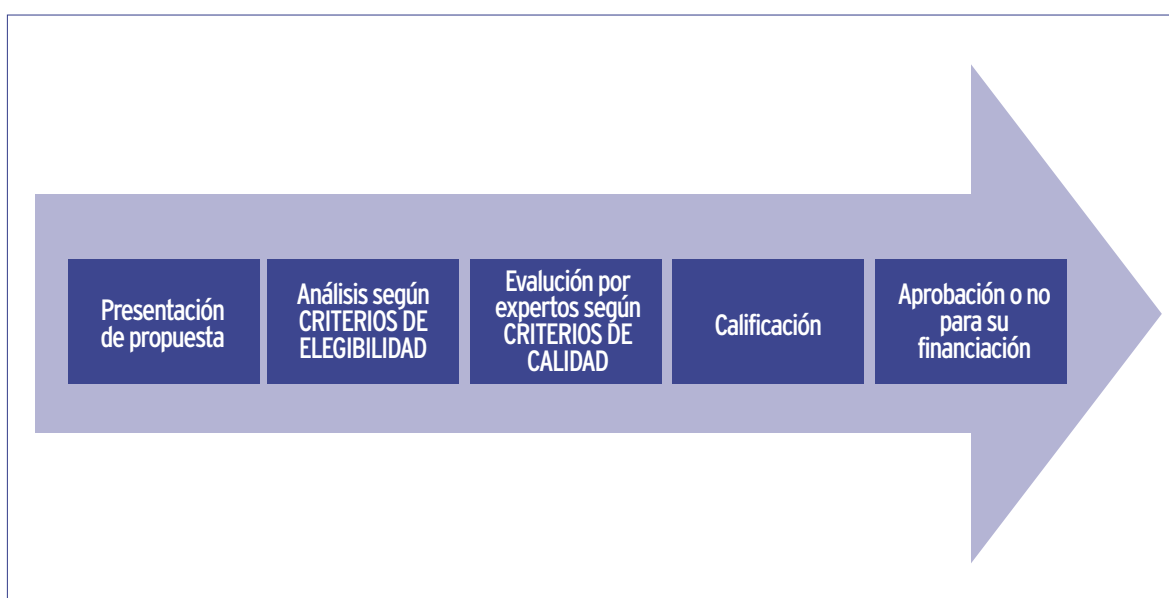 Presentación
de propuesta
Análisis según
CRITERIOS DE
ELEGIBILIDAD
Evalución por
expertos según
CRITERIOS DE
CALIDAD
Calificación
Aprobación o no
para su
financiación